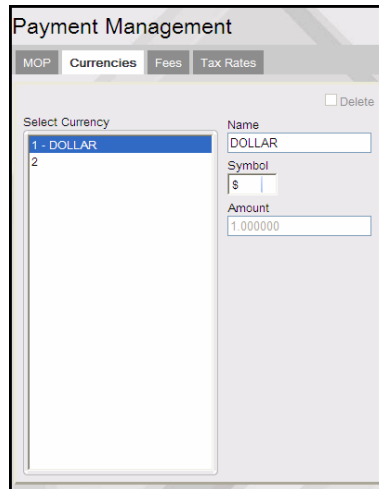 Payment Management
MOP Currencies Fees Tax Rates
Delete
Select Currency
1 - DOLLAR
2
Name
DOLLAR
Symbol
$
Amount
1.000000